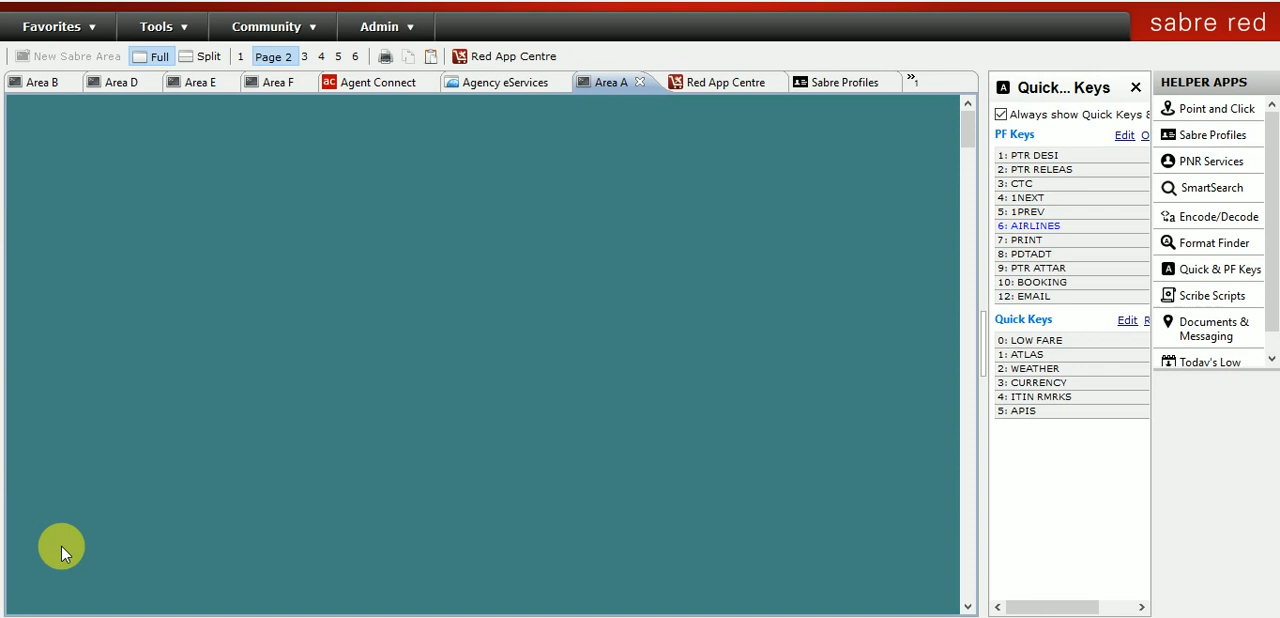 Favorites ▼ Tools ▼ Community ▼ Admin ▼ sabre red
New Sabre Area Full Split 1 Page 2 3 4 5 6 Red App Centre
Area B Area D Area E Area F ac Agent Connect Agency eServices Area A Red App Centre Sabre Profiles »1
A Quick... Keys
Always show Quick Keys &
PF Keys Edit O
1: PTR DESI
2: PTR RELEAS
3: CTC
4: 1NEXT
5: 1PREV
6: AIRLINES
7: PRINT
8: PDTADT
9: PTR ATTAR
10: BOOKING
12: EMAIL
Quick Keys Edit R
0: LOW FARE
1: ATLAS
2: WEATHER
3: CURRENCY
4: ITIN RMRKS
5: APIS
HELPER APPS
Point and Click
Sabre Profiles
PNR Services
SmartSearch
Encode/Decode
Format Finder
A Quick & PF Keys
Scribe Scripts
Documents &
Messaging
Today's Low